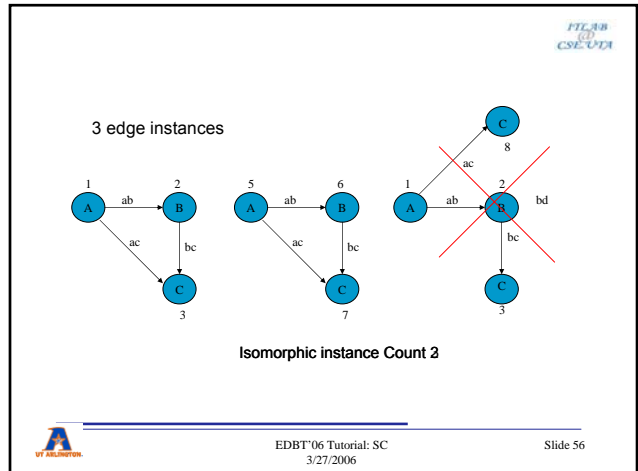 ITLAB
@
CSE.UTA
3 edge instances
C
8
1
2
5
6
1
2
ac
ab
ab
ab
bd
A
B
A
B
A
B
ac
bc
ac
bc
bc
C
C
C
3
7
3
Isomorphic instance Count
UT ARLINGTON.
EDBT'06 Tutorial: SC
3/27/2006
Slide 56